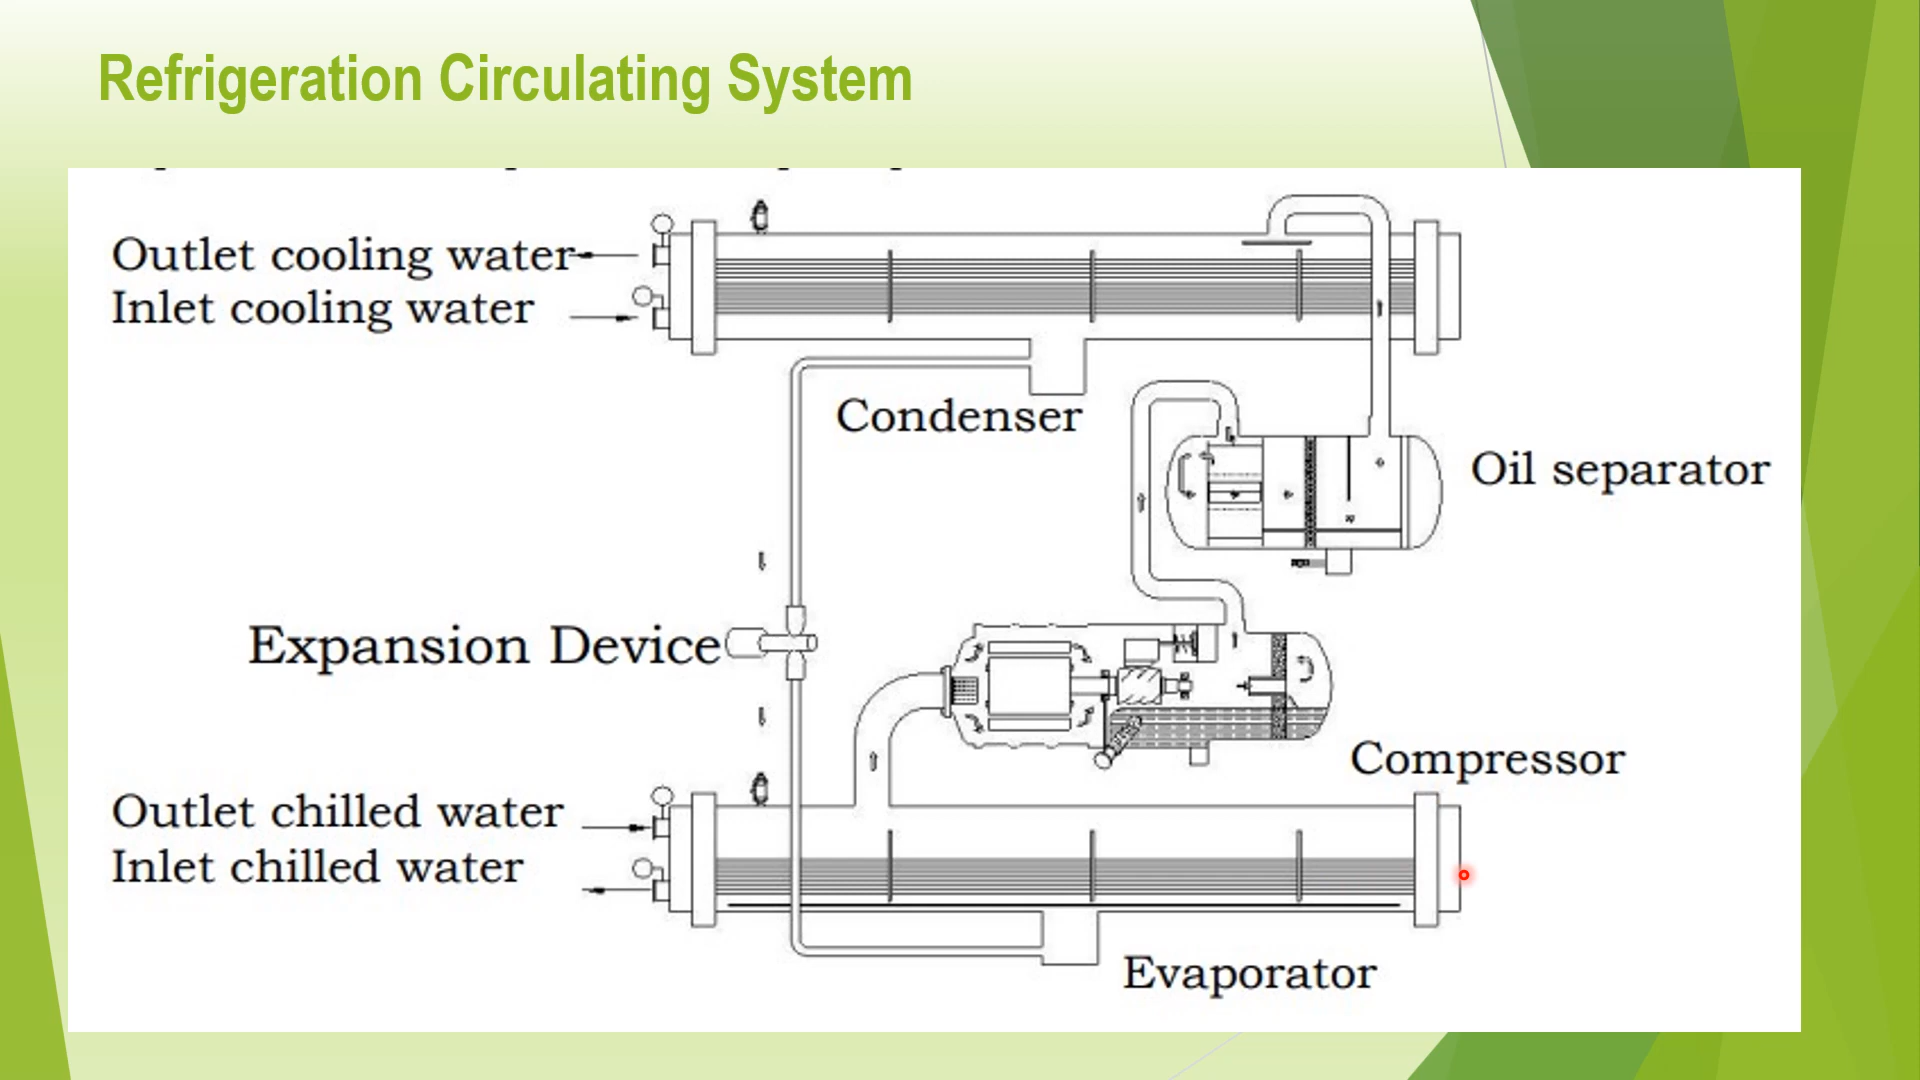 Refrigeration Circulating System
Outlet cooling water
Inlet cooling water
Condenser
Oil separator
Expansion Device
Compressor
Outlet chilled water
Inlet chilled water
Evaporator